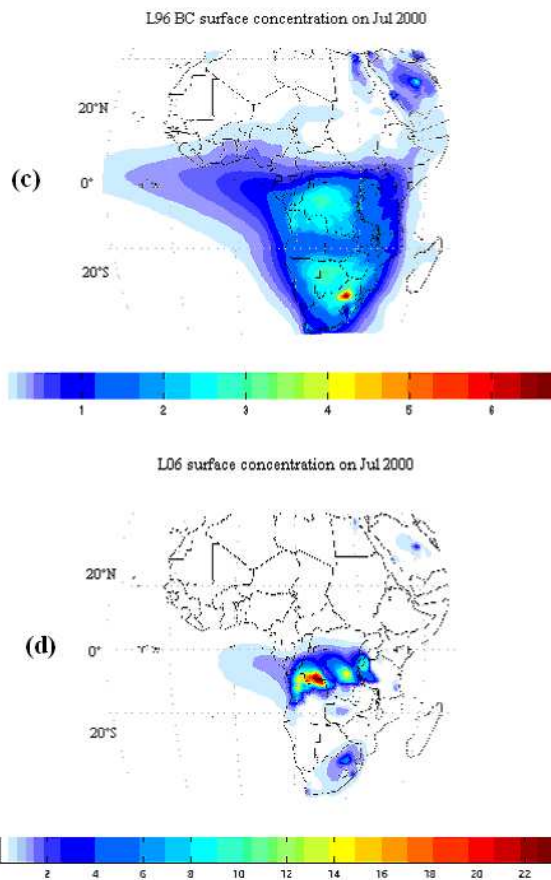 L96 BC surface concentration on Jul 2000
20°N
(c)
0°
20°S
1 2 3 4 5 6
L06 surface concentration on Jul 2000
20°N
(d)
0°
20°S
2 4 6 8 10 12 14 16 18 20 22